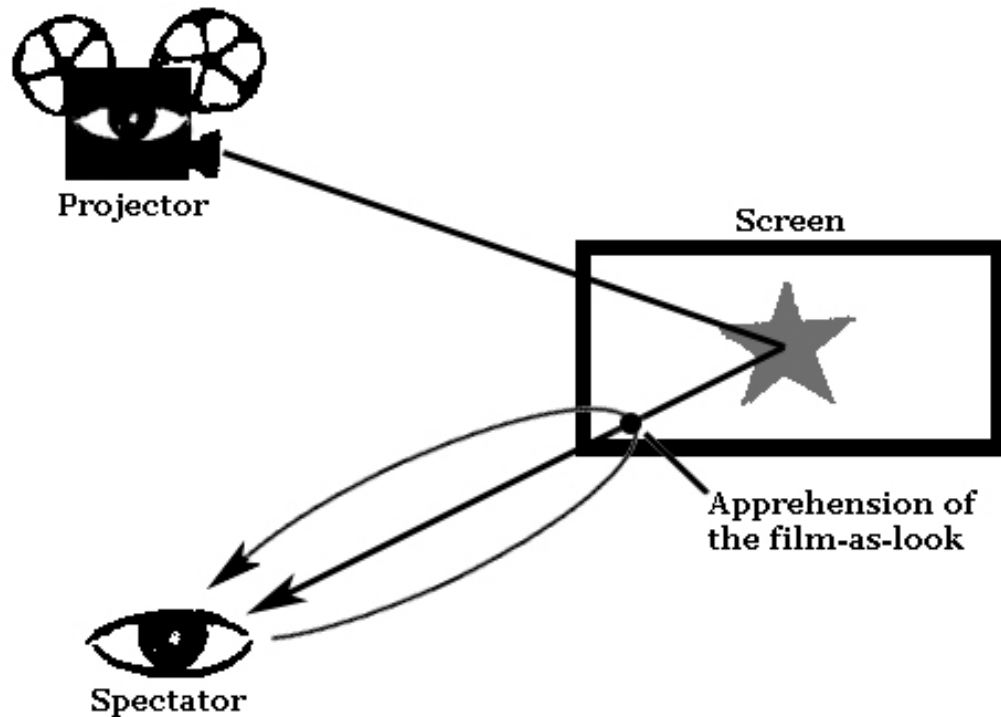 Projector
Screen
Apprehension of
the film-as-look
Spectator